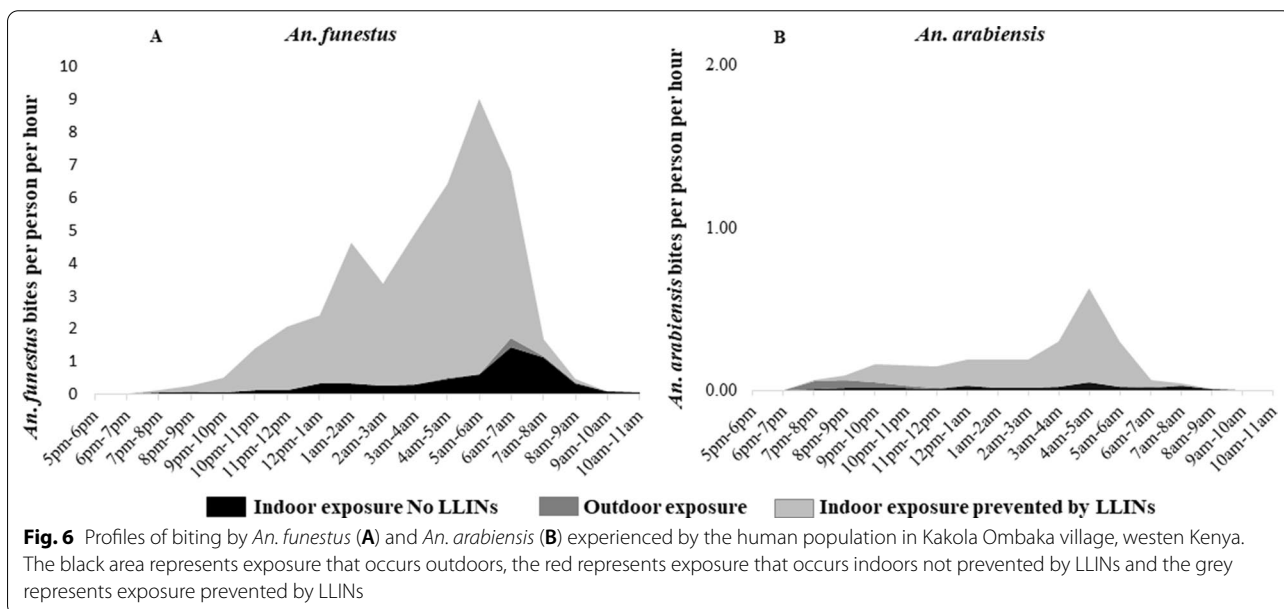 A An. funestus
An. funestus bites per person per hour
10
9
8
7
6
5
4
3
2
1
0
5pm-6pm
6pm-7pm
7pm-8pm
8pm-9pm
9pm-10pm
10pm-11pm
11pm-12pm
12pm-1am
1am-2am
2am-3am
3am-4am
4am-5am
5am-6am
6am-7am
7am-8am
8am-9am
9am-10am
10am-11am
B An. arabiensis
An. arabiensis bites per person per hour
2.00
1.00
0.00
5pm-6pm
6pm-7pm
7pm-8pm
8pm-9pm
9pm-10pm
10pm-11pm
11pm-12pm
12pm-1am
1am-2am
2am-3am
3am-4am
4am-5am
5am-6am
6am-7am
7am-8am
8am-9am
9am-10am
10am-11am
Indoor exposure No LLINs Outdoor exposure Indoor exposure prevented by LLINs
Fig. 6 Profiles of biting by An. funestus (A) and An. arabiensis (B) experienced by the human population in Kakola Ombaka village, westen Kenya.
The black area represents exposure that occurs outdoors, the red represents exposure that occurs indoors not prevented by LLINs and the grey
represents exposure prevented by LLINs